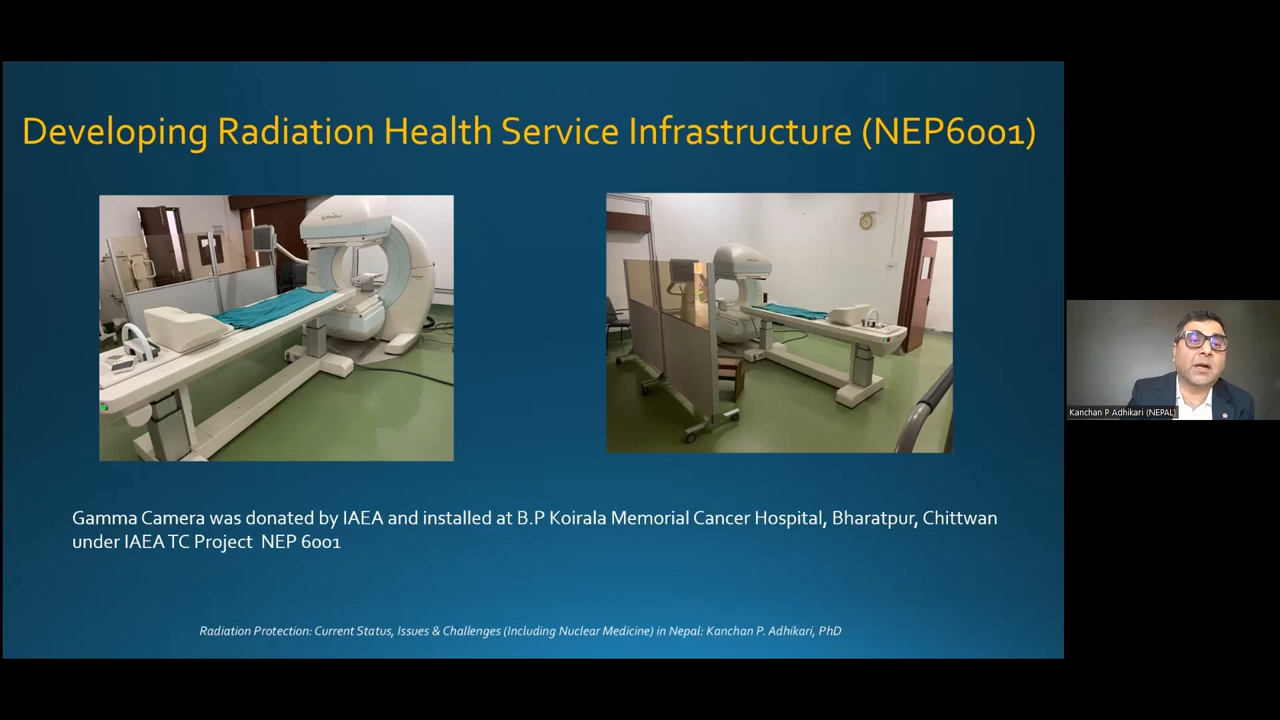 Developing Radiation Health Service Infrastructure (NEP6001)
Gamma Camera was donated by IAEA and installed at B.P Koirala Memorial Cancer Hospital, Bharatpur, Chittwan
under IAEA TC Project NEP 6001
Kanchan P Adhikari (NEPAL)
Radiation Protection: Current Status, Issues & Challenges (Including Nuclear Medicine) in Nepal: Kanchan P. Adhikari, PhD